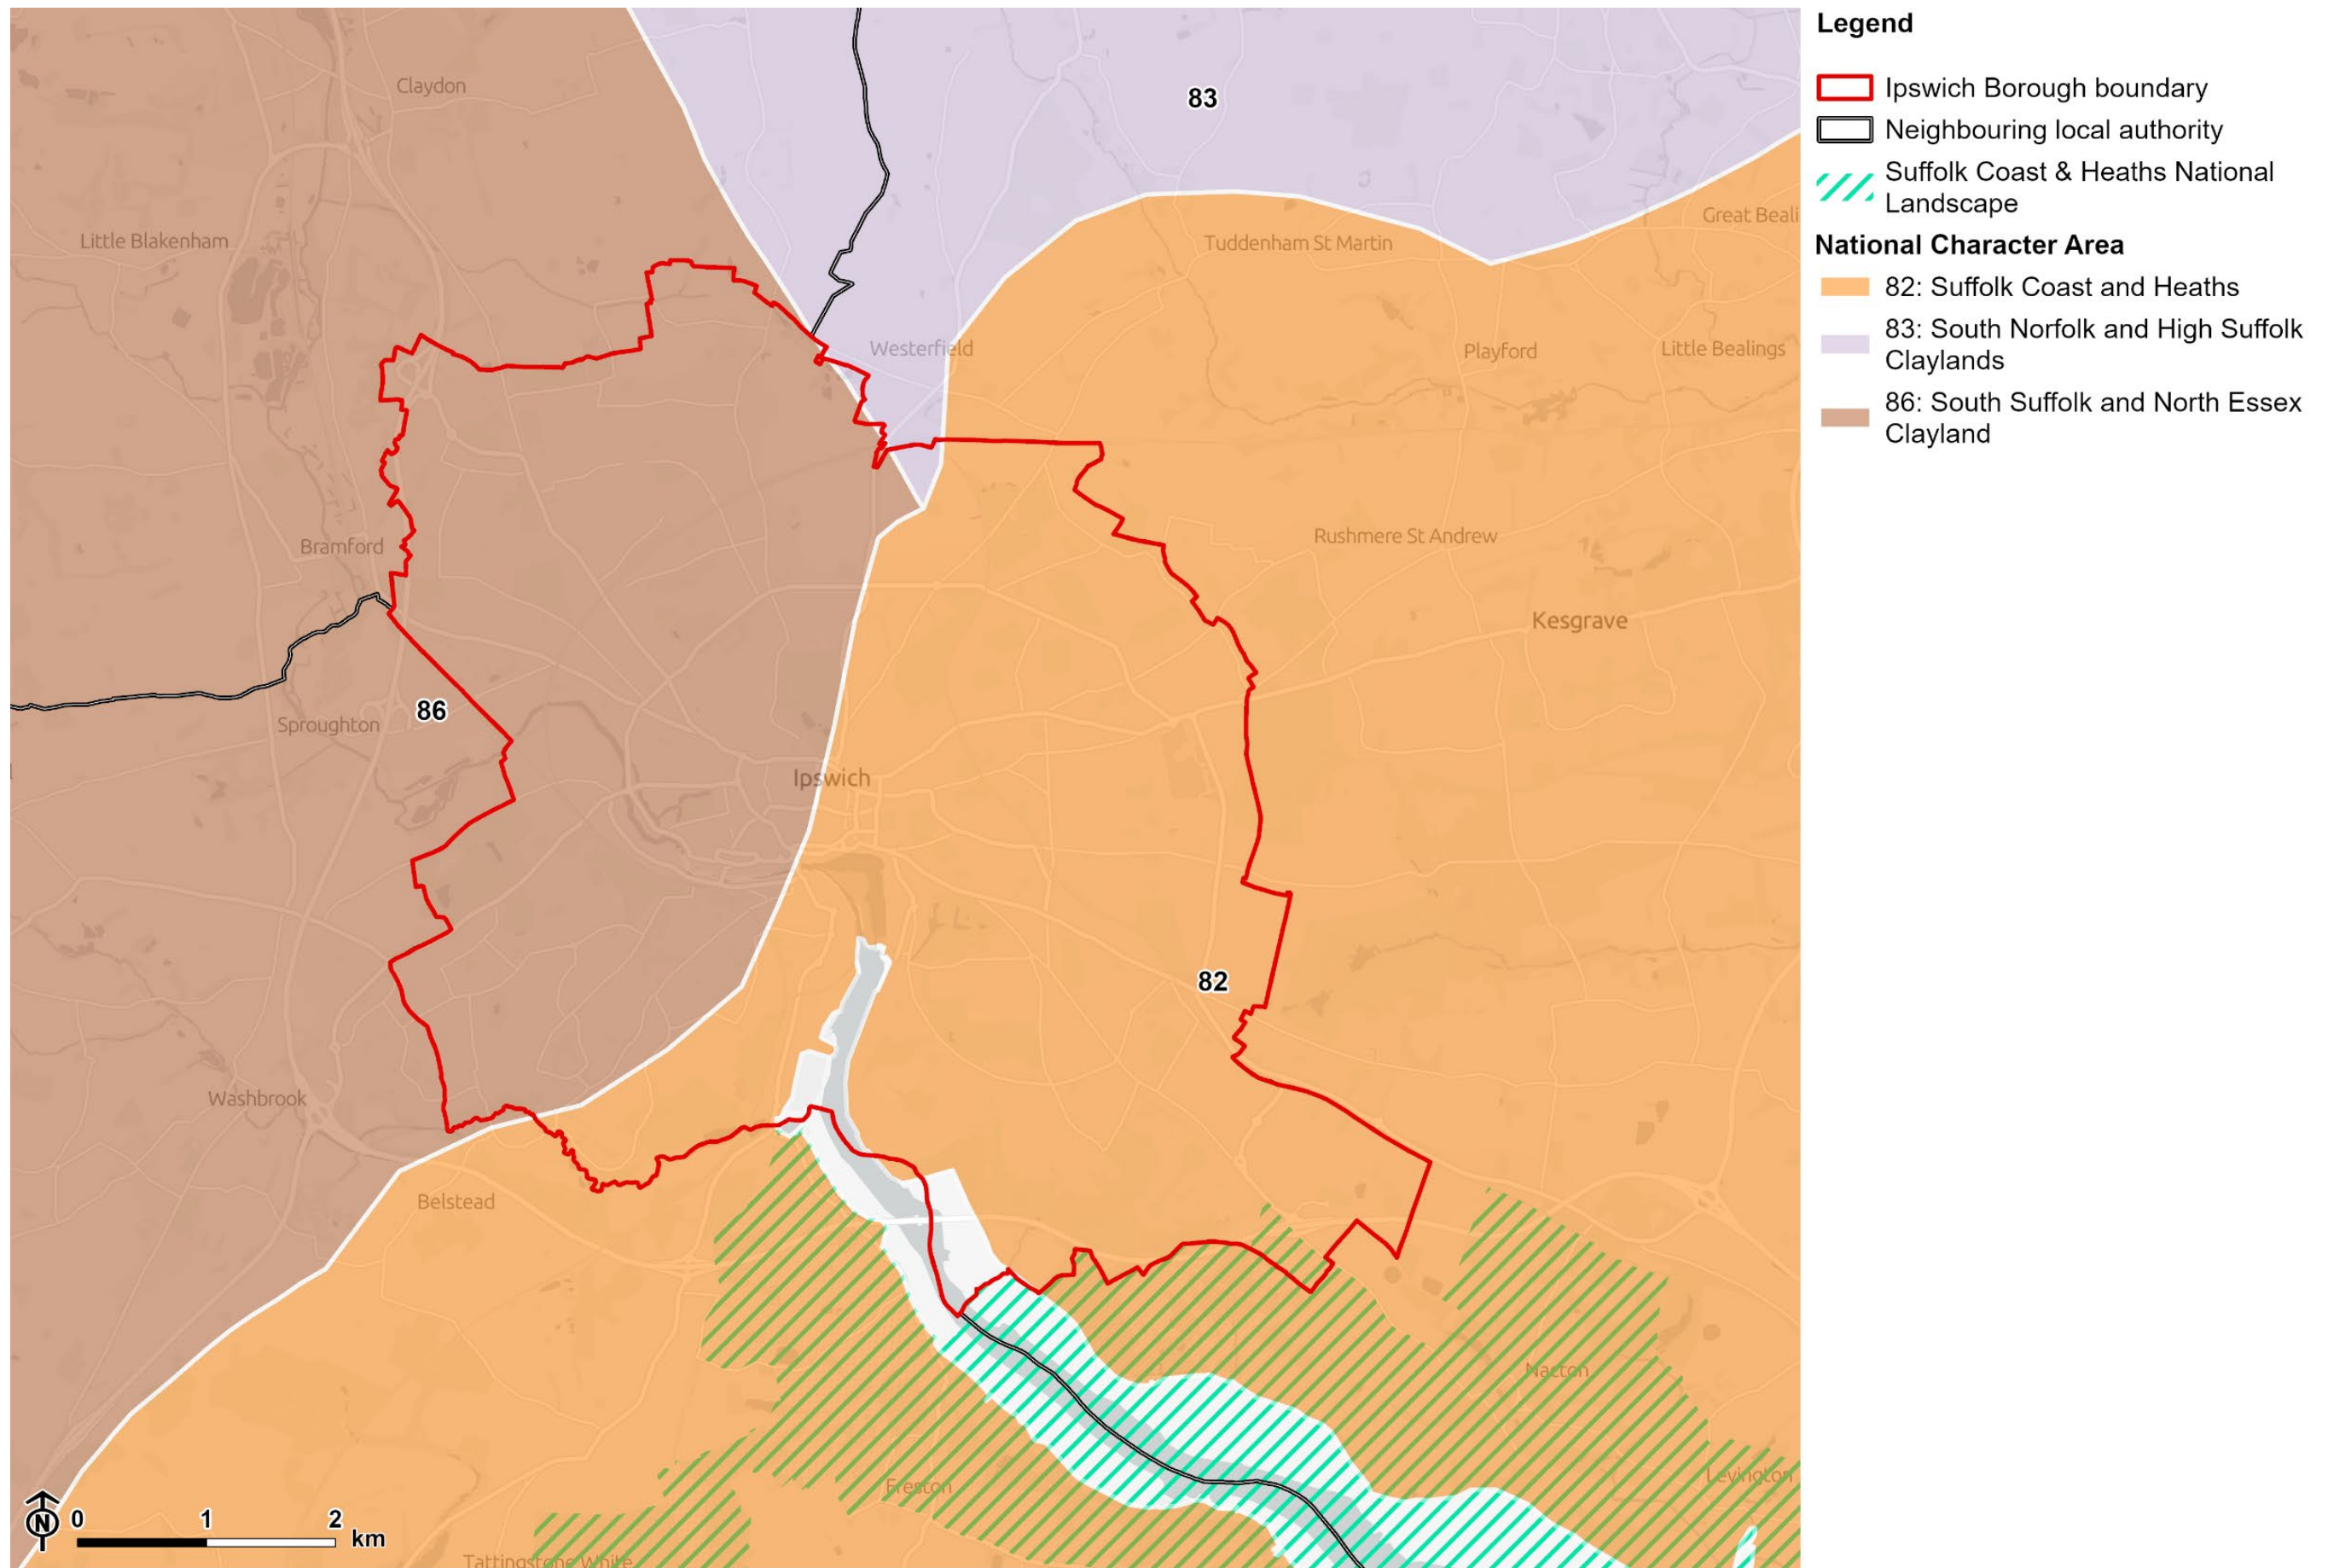 Legend
Ipswich Borough boundary
Neighbouring local authority
Suffolk Coast & Heaths National
Landscape
National Character Area
82: Suffolk Coast and Heaths
83: South Norfolk and High Suffolk
Claylands
86: South Suffolk and North Essex
Clayland
Claydon
83
Great Beali
Little Blakenham
Tuddenham St Martin
Westerfield
Playford
Little Bealings
Rushmere St Andrew
Bramford
Kesgrave
86
Sproughton
Ipswich
82
Washbrook
Belstead
Nacton
Levington
Freston
N
0 1 2
km
Tattingstone White